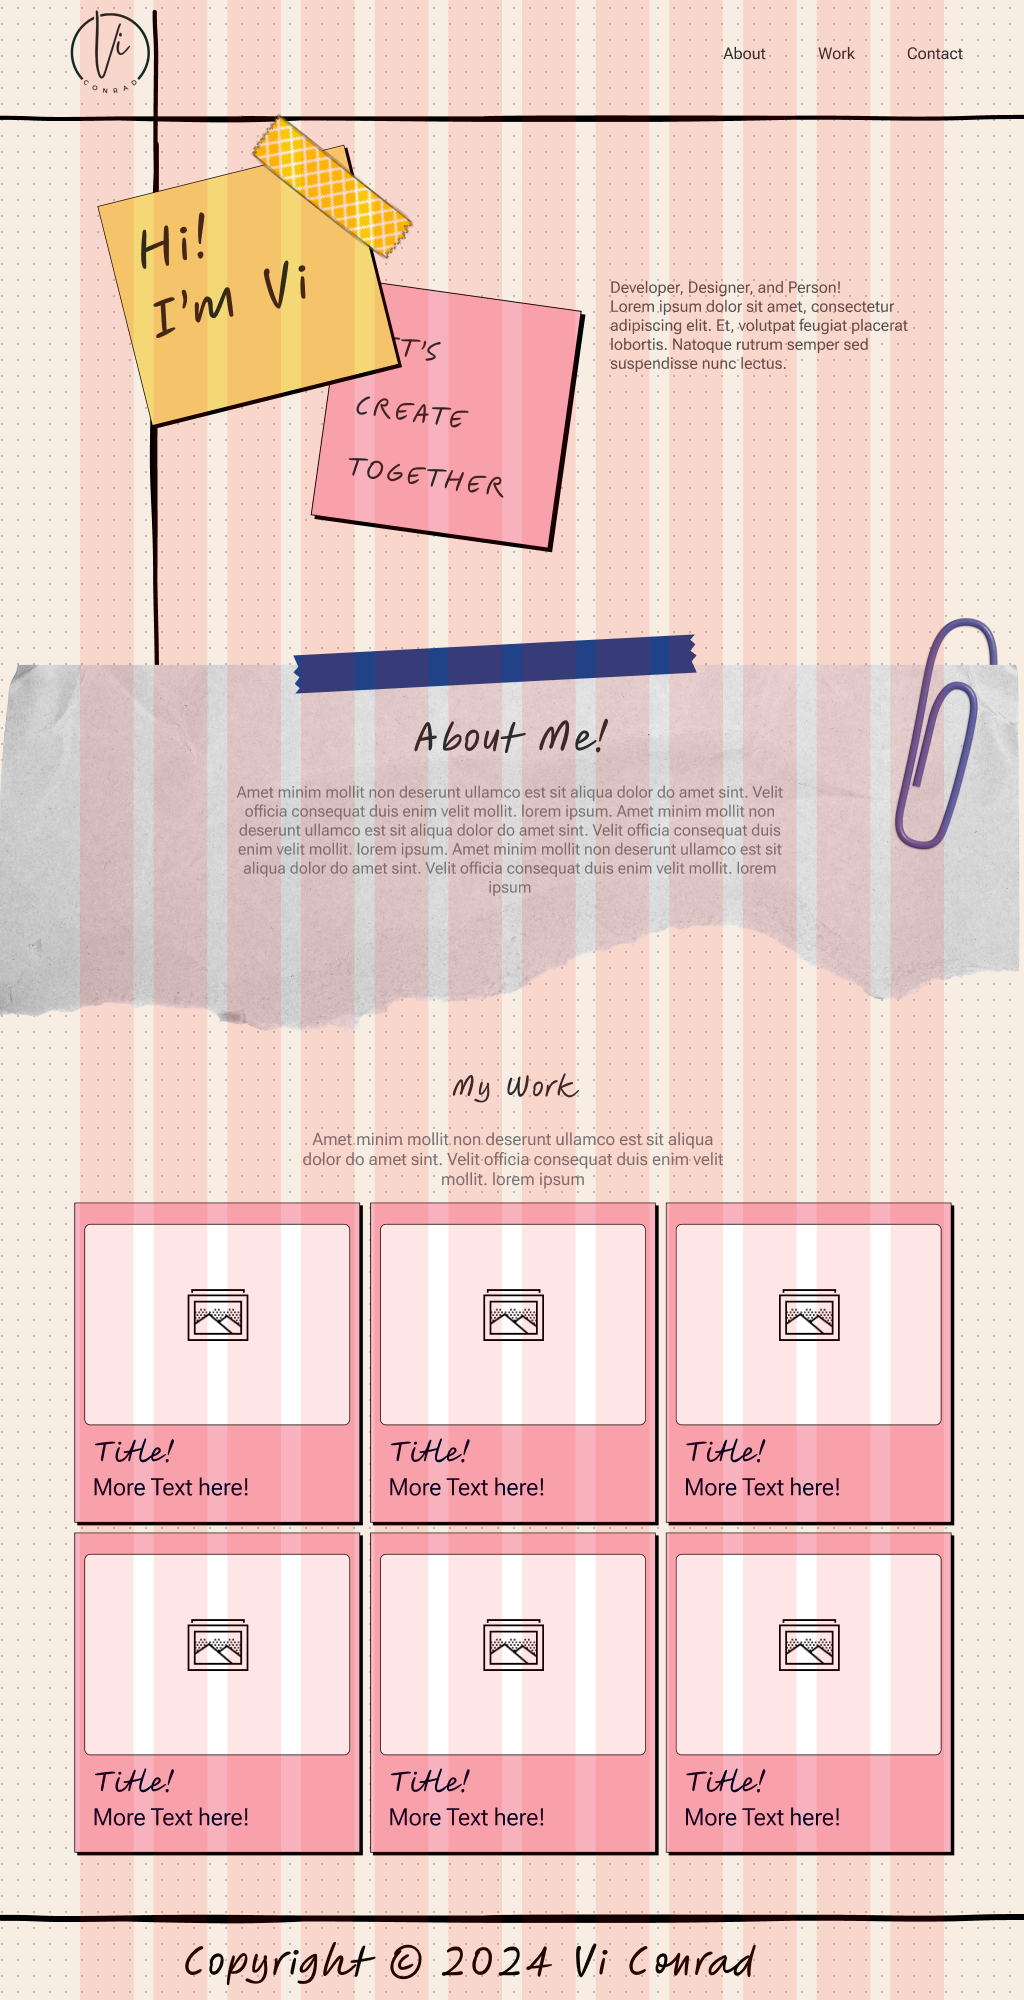 Vi
CONRAD
About Work Contact
Hi!
I'm Vi
T'S
CREATE
TOGETHER
Developer, Designer, and Person!
Lorem ipsum dolor sit amet, consectetur
adipiscing elit. Et, volutpat feugiat placerat
lobortis. Natoque rutrum semper sed
suspendisse nunc lectus.
About Me!
Amet minim mollit non deserunt ullamco est sit aliqua dolor do amet sint. Velit
officia consequat duis enim velit mollit. lorem ipsum. Amet minim mollit non
deserunt ullamco est sit aliqua dolor do amet sint. Velit officia consequat duis
enim velit mollit. lorem ipsum. Amet minim mollit non deserunt ullamco est sit
aliqua dolor do amet sint. Velit officia consequat duis enim velit mollit. lorem
ipsum
My Work
Amet minim mollit non deserunt ullamco est sit aliqua
dolor do amet sint. Velit officia consequat duis enim velit
mollit. lorem ipsum
Title!
More Text here!
Title!
More Text here!
Title!
More Text here!
Title!
More Text here!
Title!
More Text here!
Title!
More Text here!
Copyright © 2024 Vi Conrad